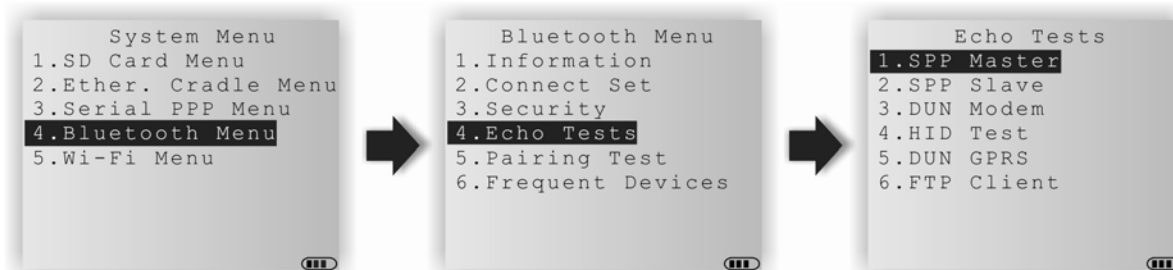 System Menu
1.SD Card Menu
2.Ether. Cradle Menu
3.Serial PPP Menu
4.Bluetooth Menu
5.Wi-Fi Menu
Bluetooth Menu
1.Information
2.Connect Set
3.Security
4.Echo Tests
5.Pairing Test
6.Frequent Devices
Echo Tests
1.SPP Master
2.SPP Slave
3.DUN Modem
4.HID Test
5.DUN GPRS
6.FTP Client